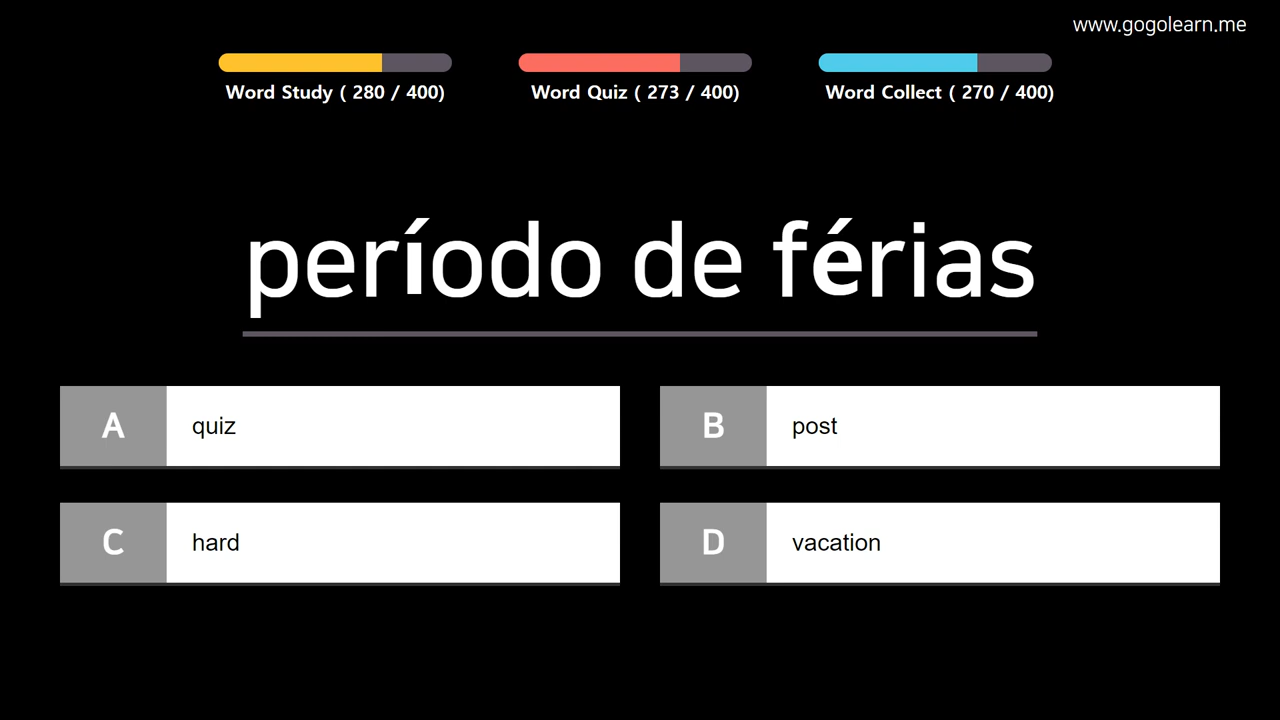 www.gogolearn.me
Word Study ( 280 / 400)
Word Quiz ( 273 / 400)
Word Collect ( 270 / 400)
período de férias
A quiz
B post
C hard
D vacation